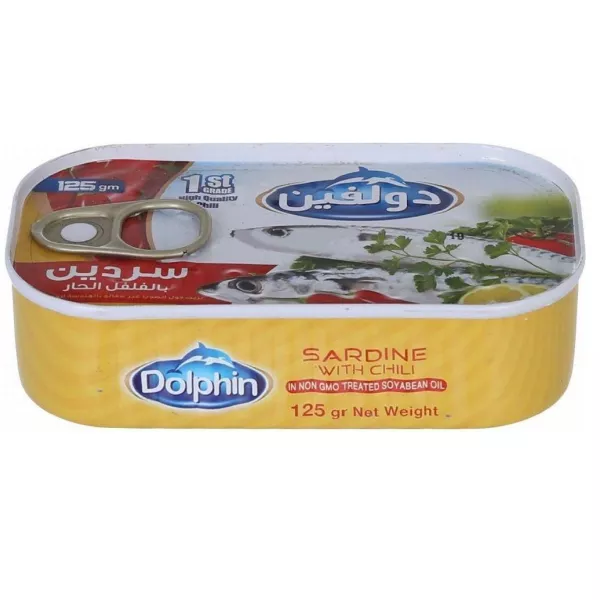 125 gm
1st
GRADE
High Quality
Chili
دولفين
سردين
بالفلفل الحار
Dolphin
SARDINE
WITH CHILI
IN NON GMO TREATED SOYABEAN OIL
125 gr Net Weight